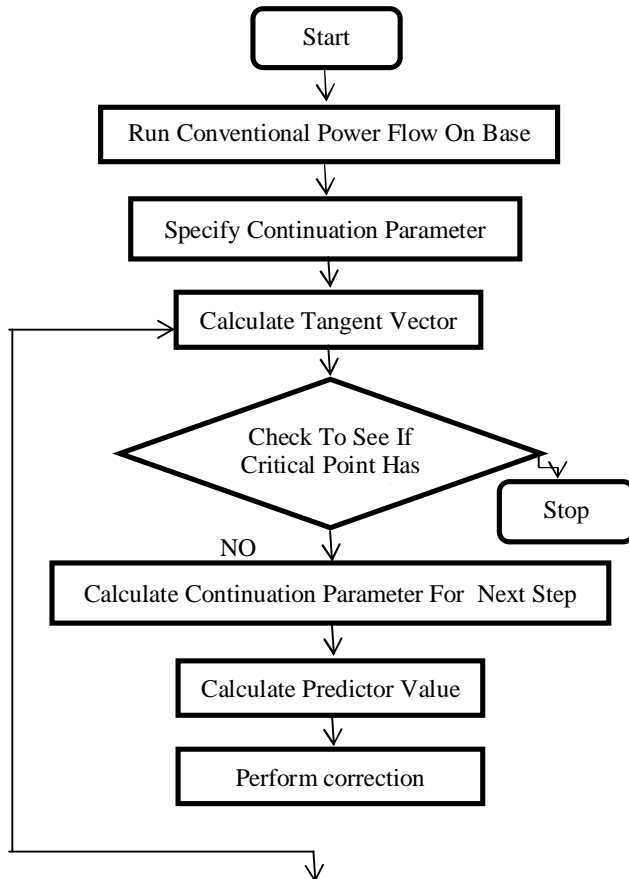 Start
Run Conventional Power Flow On Base
Specify Continuation Parameter
Calculate Tangent Vector
Check To See If
Critical Point Has
Stop
NO
Calculate Continuation Parameter For Next Step
Calculate Predictor Value
Perform correction